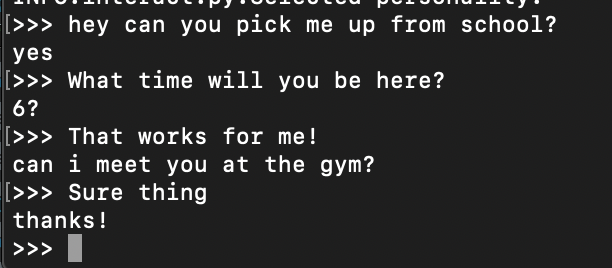 INFO:interact.py:Selected personality:
[>>> hey can you pick me up from school?
yes
[>>> What time will you be here?
6?
[>>> That works for me!
can i meet you at the gym?
[>>> Sure thing
thanks!
>>>